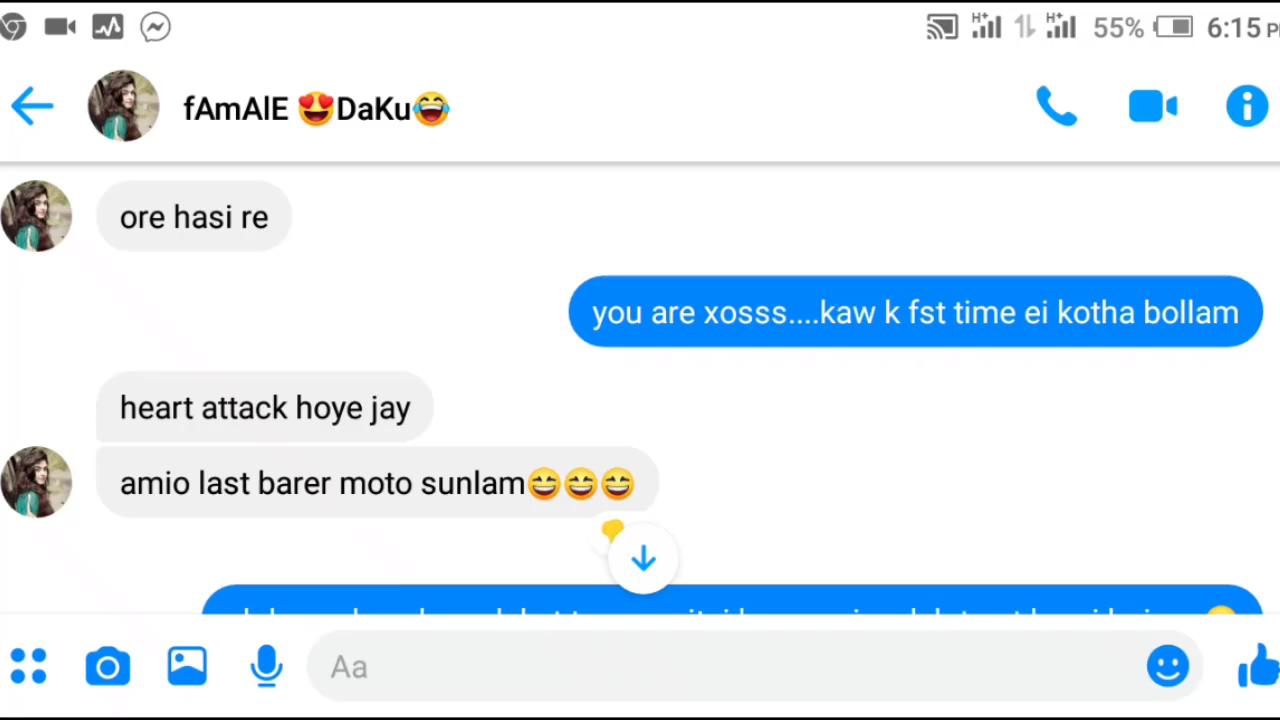 H+ H+ 55% 6:15
fAmAlE 😍DaKu😂
ore hasi re
you are xosss....kaw k fst time ei kotha bollam
heart attack hoye jay
amio last barer moto sunlam😄😄😄
Aa